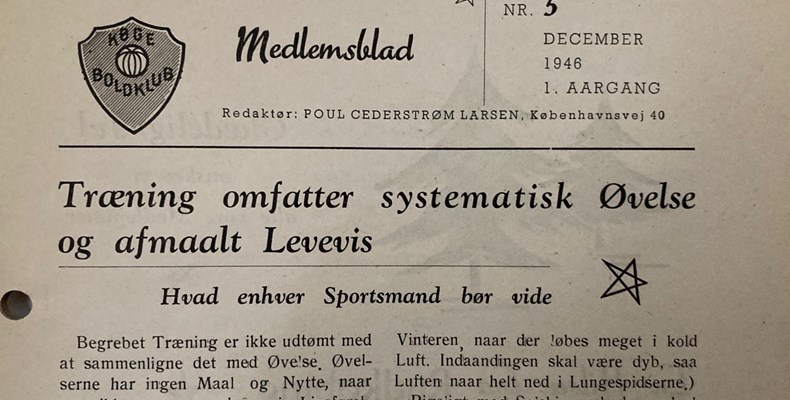 KØGE
BOLDKLUB
Medlemsblad
NR. 5
DECEMBER
1946
1. AARGANG
Redaktør: POUL CEDERSTRØM LARSEN, Københavnsvej 40
Træning omfatter systematisk Øvelse
og afmaalt Levevis
Hvad enhver Sportsmand bør vide
Begrebet Træning er ikke udtømt med
at sammenligne det med Øve'se. Øvel-
serne har ingen Maal og Nytte, naar
Vinteren, naar der løbes meget i kold
Luft. Indaandingen skal være dyb, saa
Luften naar helt ned i Lungespidserne.)